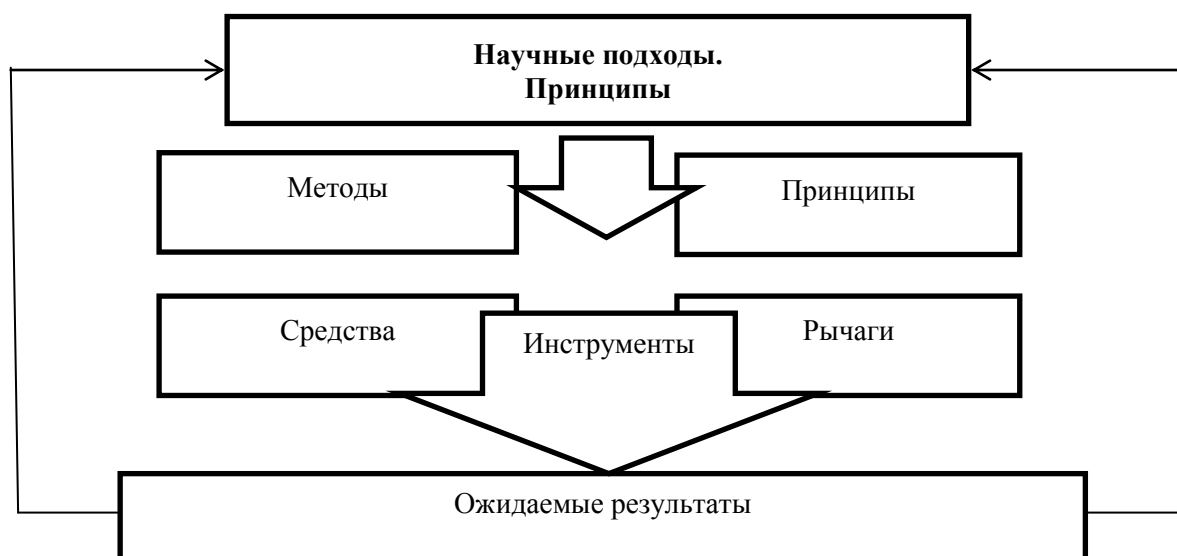 Научные подходы.
Принципы
Методы
Принципы
Средства
Инструменты
Рычаги
Ожидаемые результаты